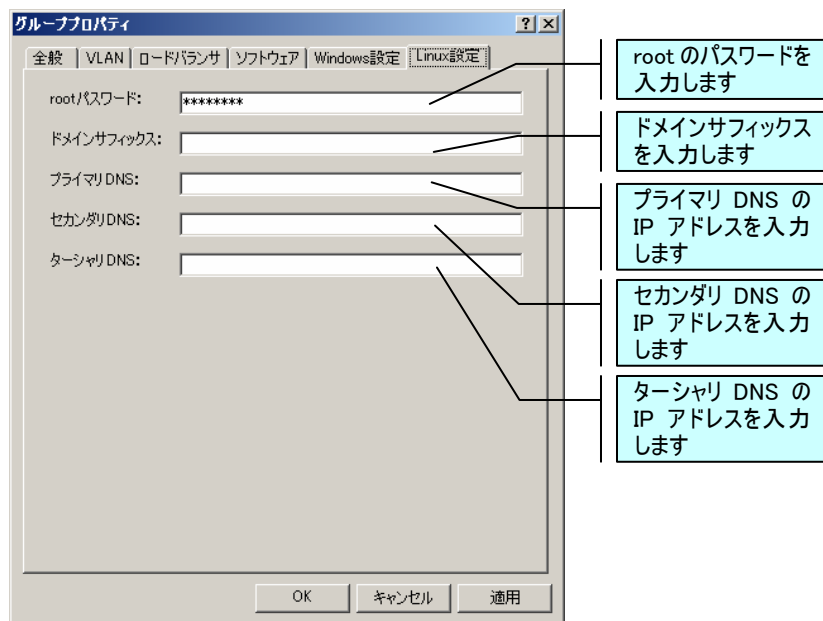 グループプロパティ
全般
VLAN
ロードバランサ
ソフトウェア
Windows設定
Linux設定
rootパスワード:
********
ドメインサフィックス:
プライマリDNS:
セカンダリDNS:
ターシャリDNS:
OK
キャンセル
適用
root のパスワードを
入力します
ドメインサフィックス
を入力します
プライマリ DNS の
IP アドレスを入力
します
セカンダリ DNS の
IP アドレスを入力
します
ターシャリ DNS の
IP アドレスを入力
します